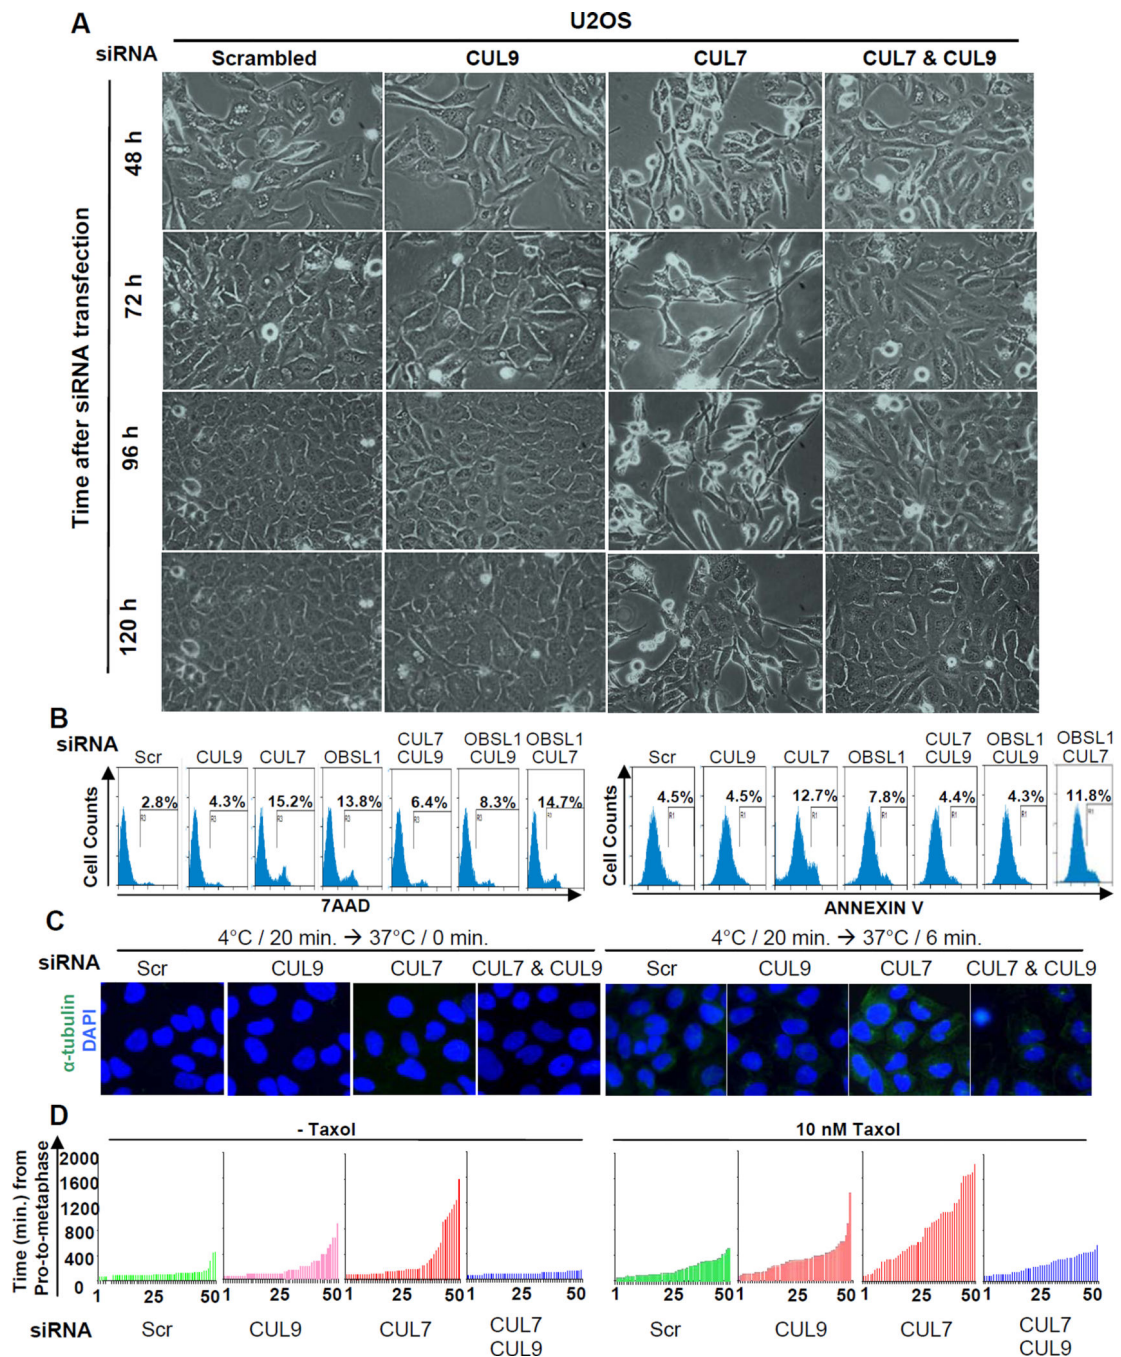 A
U2OS
siRNA
Scrambled
CUL9
CUL7
CUL7 & CUL9
Time after siRNA transfection
48 h
72 h
96 h
120 h
B
siRNA
Scr
CUL9
CUL7
OBSL1
CUL7
CUL9
OBSL1
CUL9
OBSL1
CUL7
Cell Counts
2.8%
4.3%
15.2%
13.8%
6.4%
8.3%
14.7%
7AAD
Scr
CUL9
CUL7
OBSL1
CUL7
CUL9
OBSL1
CUL9
OBSL1
CUL7
Cell Counts
4.5%
4.5%
12.7%
7.8%
4.4%
4.3%
11.8%
ANNEXIN V
C
4°C / 20 min. → 37°C / 0 min.
4°C / 20 min. → 37°C / 6 min.
siRNA
Scr
CUL9
CUL7
CUL7 & CUL9
Scr
CUL9
CUL7
CUL7 & CUL9
α-tubulin
DAPI
D
- Taxol
10 nM Taxol
Time (min.) from
Pro-to-metaphase
2000
1600
1200
800
400
0
1 25 50
1 25 50
1 25 50
1 25 50
1 25 50
1 25 50
1 25 50
1 25 50
siRNA
Scr
CUL9
CUL7
CUL7
CUL9
Scr
CUL9
CUL7
CUL7
CUL9